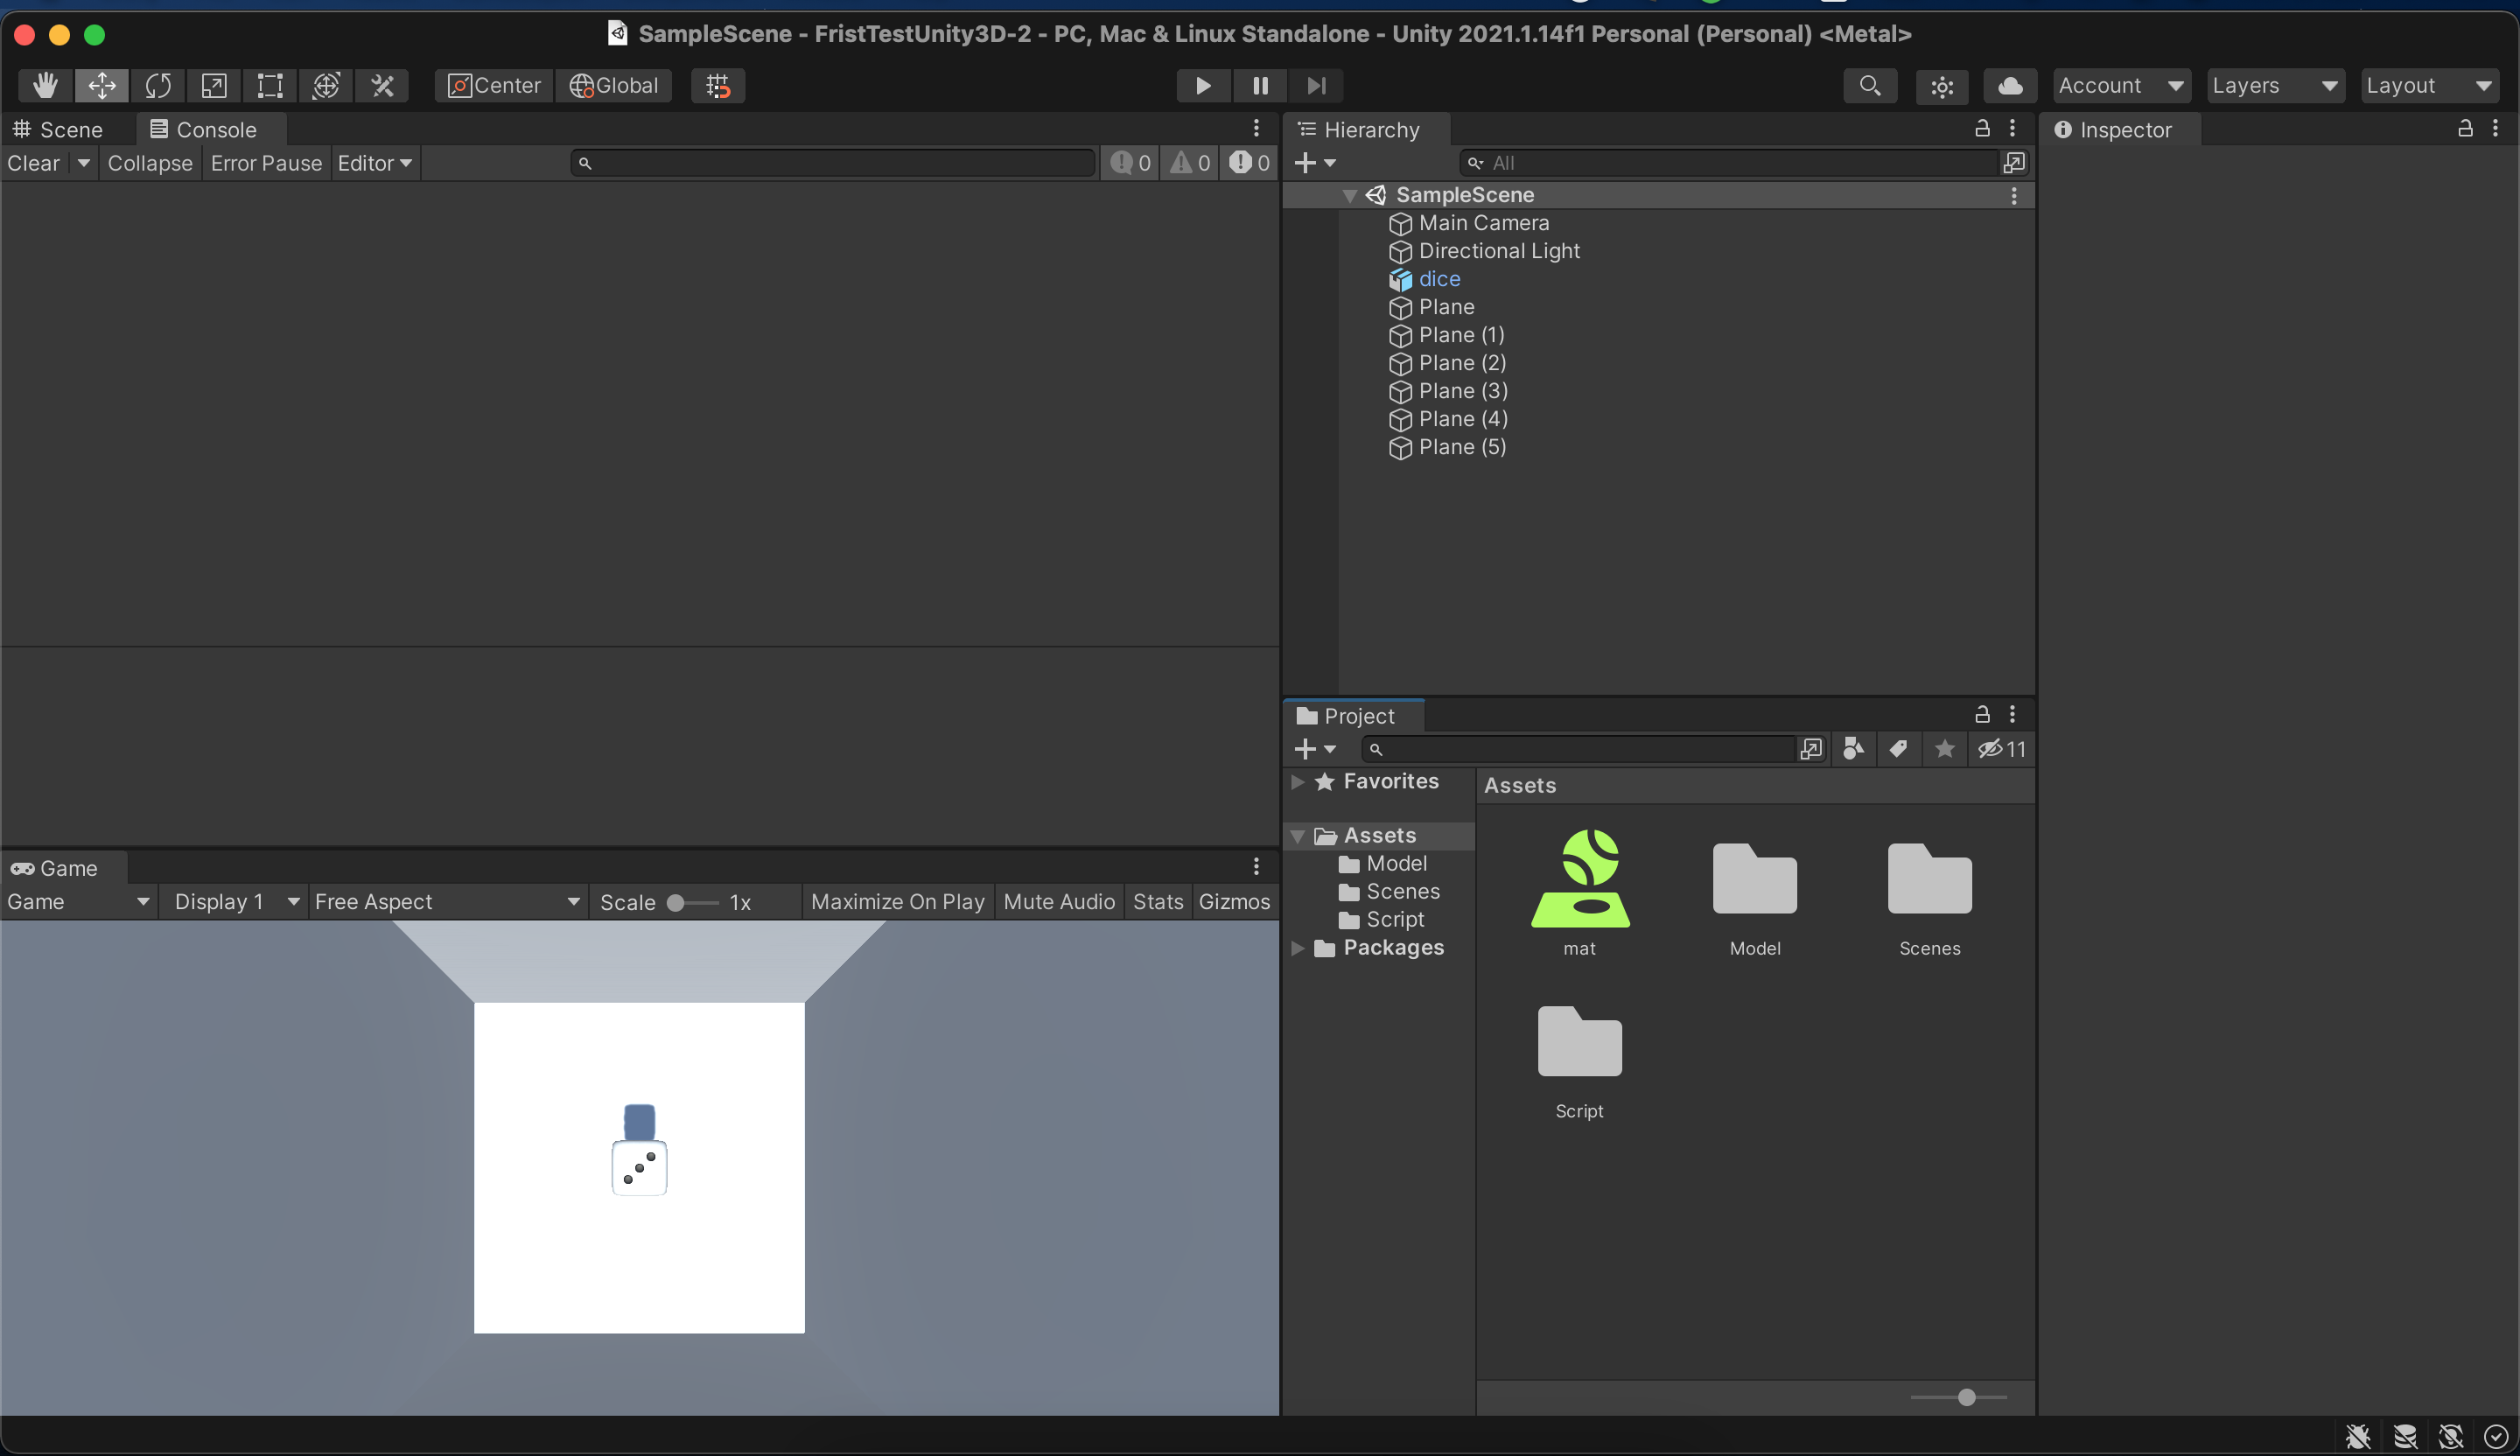 SampleScene - FristTestUnity3D-2 - PC, Mac & Linux Standalone - Unity 2021.1.14f1 Personal (Personal) <Metal>
Center Global Account Layers Layout
Scene Console
Clear Collapse Error Pause Editor 0 0 0
Hierarchy
All
SampleScene
Main Camera
Directional Light
dice
Plane
Plane (1)
Plane (2)
Plane (3)
Plane (4)
Plane (5)
Inspector
Project
11
Favorites
Assets
Model
Scenes
Script
Packages
Assets
mat Model Scenes
Script
Game
Game Display 1 Free Aspect Scale 1x Maximize On Play Mute Audio Stats Gizmos